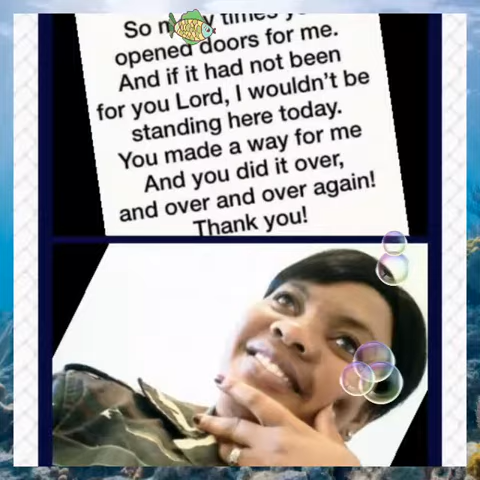 So times
opened doors for me.
And if it had not been
for you Lord, I wouldn't be
standing here today.
You made a way for me
And you did it over,
and over and over again!
Thank you!